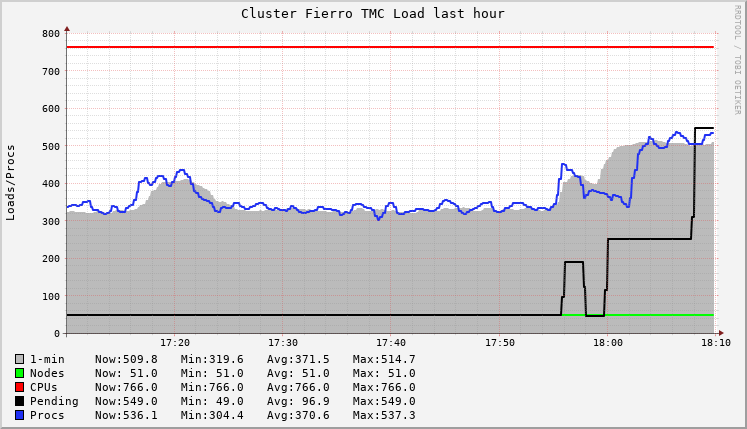 Cluster Fierro TMC Load last hour
RRDTOOL / TOBI OETIKER
Loads/Procs
800
700
600
500
400
300
200
100
0
17:20 17:30 17:40 17:50 18:00 18:10
1-min Now:509.8 Min:319.6 Avg:371.5 Max:514.7
Nodes Now: 51.0 Min: 51.0 Avg: 51.0 Max: 51.0
CPUs Now:766.0 Min:766.0 Avg:766.0 Max:766.0
Pending Now:549.0 Min: 49.0 Avg: 96.9 Max:549.0
Procs Now:536.1 Min:304.4 Avg:370.6 Max:537.3